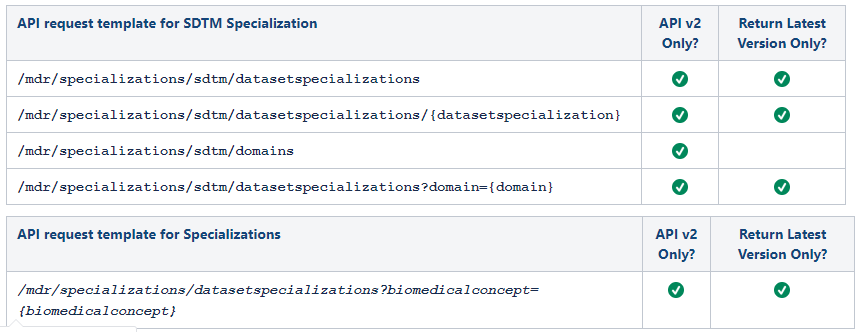 API request template for SDTM Specialization
API v2
Only?
Return Latest
Version Only?
/mdr/specializations/sdtm/datasetspecializations
/mdr/specializations/sdtm/datasetspecializations/{datasetspecialization}
/mdr/specializations/sdtm/domains
/mdr/specializations/sdtm/datasetspecializations?domain={domain}
API request template for Specializations
API v2
Only?
Return Latest
Version Only?
/mdr/specializations/datasetspecializations?biomedicalconcept=
{biomedicalconcept}